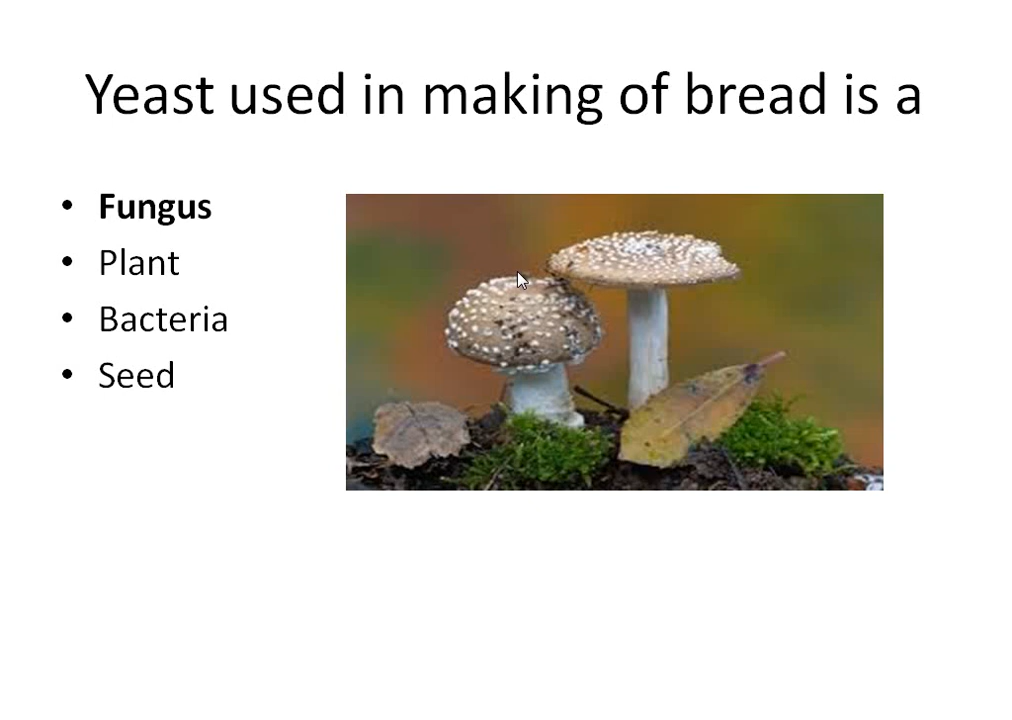 Yeast used in making of bread is a
• Fungus
• Plant
• Bacteria
• Seed